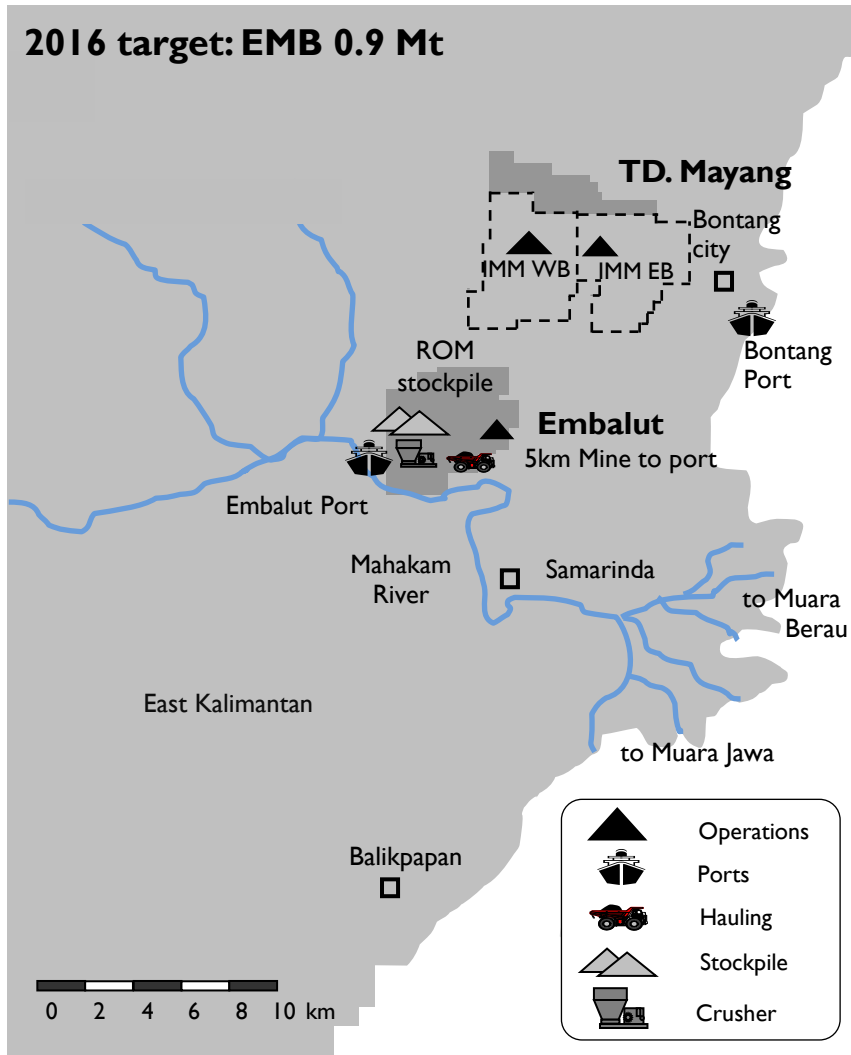 2016 target: EMB 0.9 Mt
TD. Mayang
Bontang
city
IMM WB
IMM EB
Bontang
Port
ROM
stockpile
Embalut
5km Mine to port
Embalut Port
Mahakam
River
Samarinda
to Muara
Berau
East Kalimantan
to Muara Jawa
Balikpapan
Operations
Ports
Hauling
Stockpile
Crusher
0 2 4 6 8 10 km